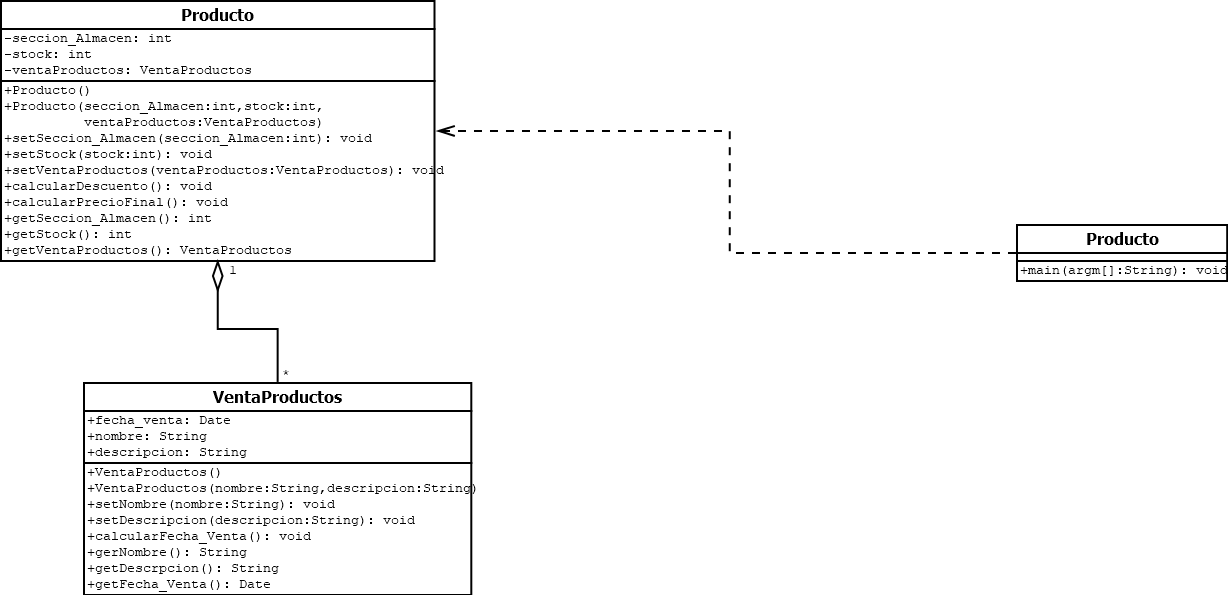 Producto
-seccion_Almacen: int
-stock: int
-ventaProductos: VentaProductos
+Producto()
+Producto(seccion_Almacen:int,stock:int,
ventaProductos:VentaProductos)
+setSeccion_Almacen(seccion_Almacen:int): void
+setStock(stock:int): void
+setVentaProductos(ventaProductos:VentaProductos): void
+calcularDescuento(): void
+calcularPrecioFinal(): void
+getSeccion_Almacen(): int
+getStock(): int
+getVentaProductos(): VentaProductos
1
*
VentaProductos
+fecha_venta: Date
+nombre: String
+descripcion: String
+VentaProductos()
+VentaProductos(nombre:String,descripcion:String)
+setNombre(nombre:String): void
+setDescripcion(descripcion:String): void
+calcularFecha_Venta(): void
+gerNombre(): String
+getDescrpcion(): String
+getFecha_Venta(): Date
Producto
+main(argm[]:String): void